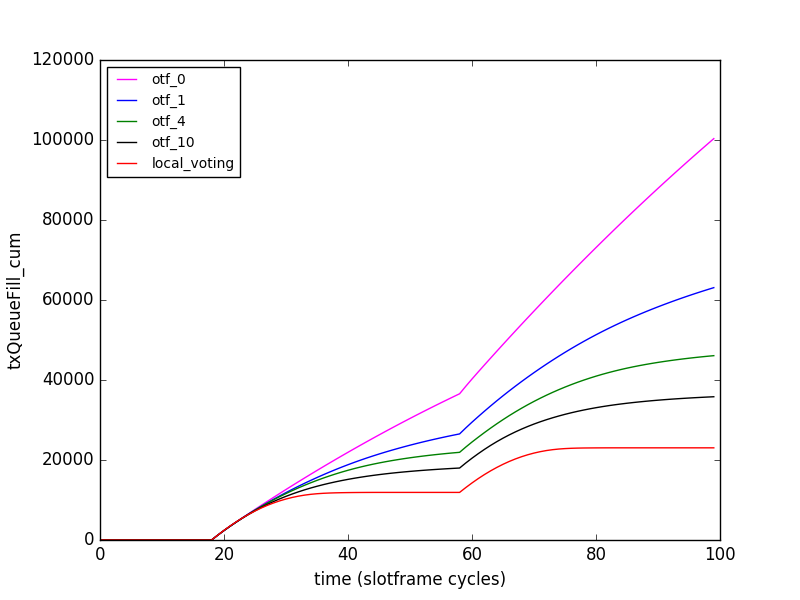 120000
100000
80000
60000
40000
20000
0
txQueueFill_cum
otf_0
otf_1
otf_4
otf_10
local_voting
0 20 40 60 80 100
time (slotframe cycles)